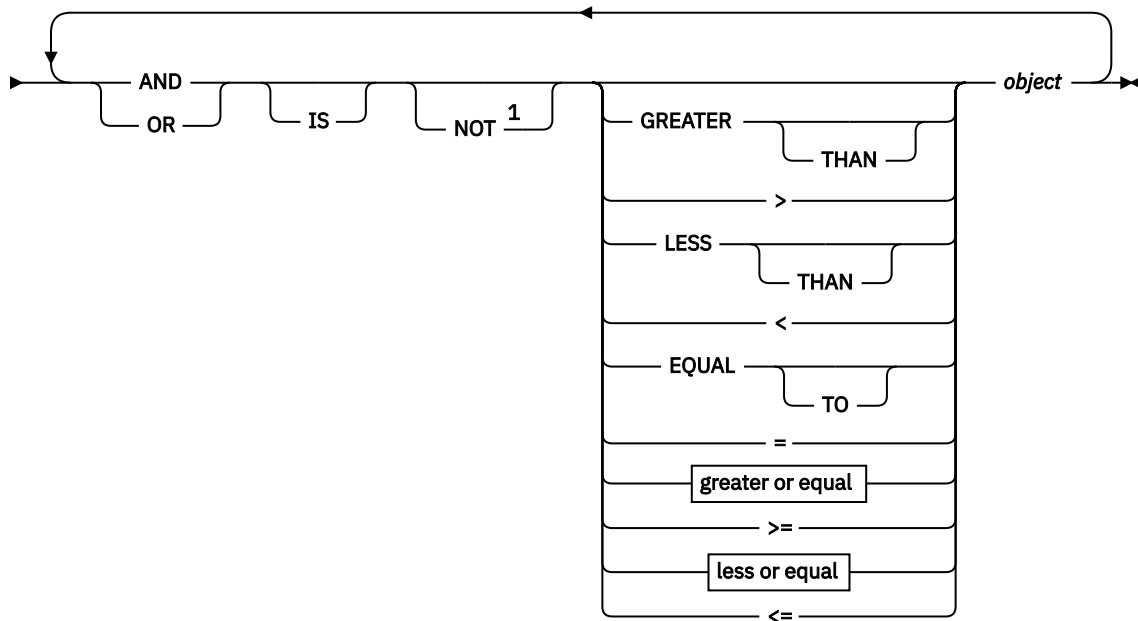 AND object
OR IS NOT 1 GREATER
THAN
>
LESS
THAN
<
EQUAL
TO
=
greater or equal
>=
less or equal
<=